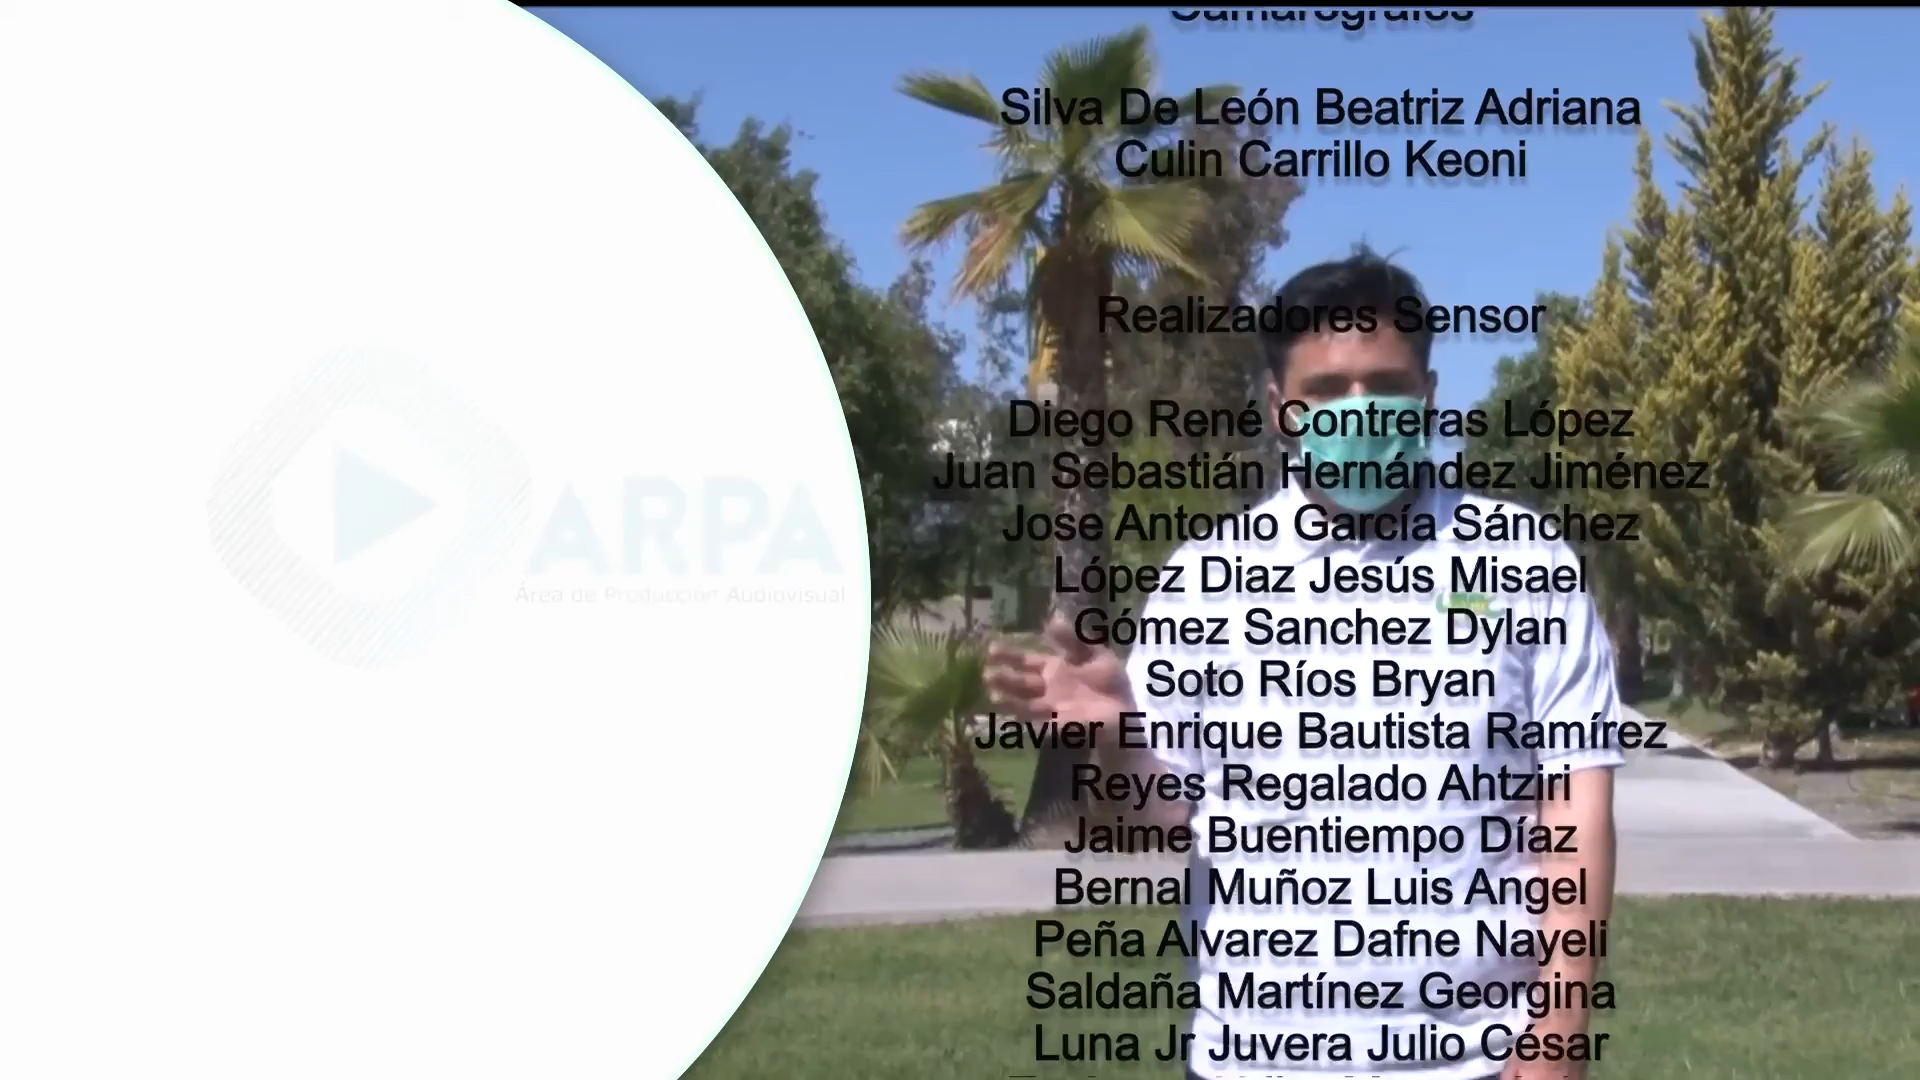 Camarógrafos
Silva De León Beatriz Adriana
Culin Carrillo Keoni
Realizadores Sensor
Diego René Contreras López
Juan Sebastián Hernández Jiménez
Jose Antonio García Sánchez
López Diaz Jesús Misael
Gómez Sanchez Dylan
Soto Ríos Bryan
Javier Enrique Bautista Ramírez
Reyes Regalado Ahtziri
Jaime Buentiempo Díaz
Bernal Muñoz Luis Angel
Peña Alvarez Dafne Nayeli
Saldaña Martínez Georgina
Luna Jr Juvera Julio César
ARPA
Área de Producción Audiovisual